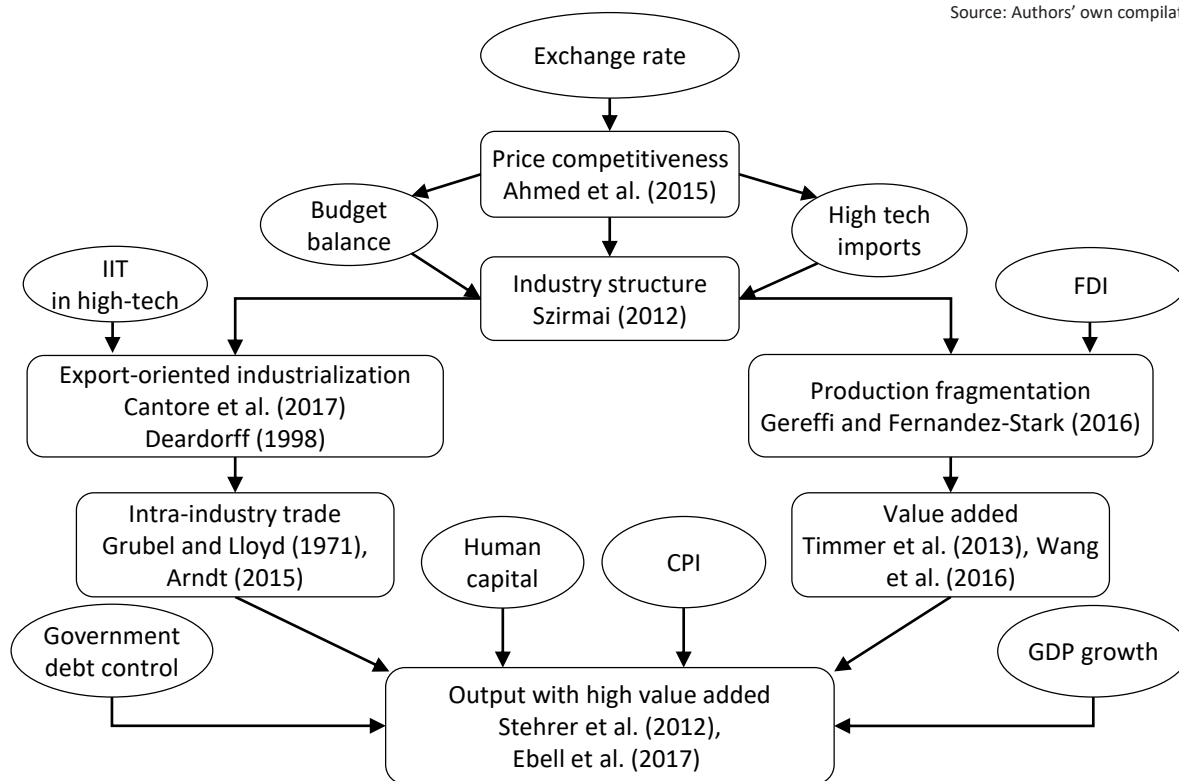 Source: Authors' own compilat
Exchange rate
Price competitiveness
Ahmed et al. (2015)
Budget
balance
High tech
imports
IIT
in high-tech
Industry structure
Szirmai (2012)
FDI
Export-oriented industrialization
Cantore et al. (2017)
Deardorff (1998)
Production fragmentation
Gereffi and Fernandez-Stark (2016)
Intra-industry trade
Grubel and Lloyd (1971),
Arndt (2015)
Human
capital
CPI
Value added
Timmer et al. (2013), Wang
et al. (2016)
Government
debt control
GDP growth
Output with high value added
Stehrer et al. (2012),
Ebell et al. (2017)